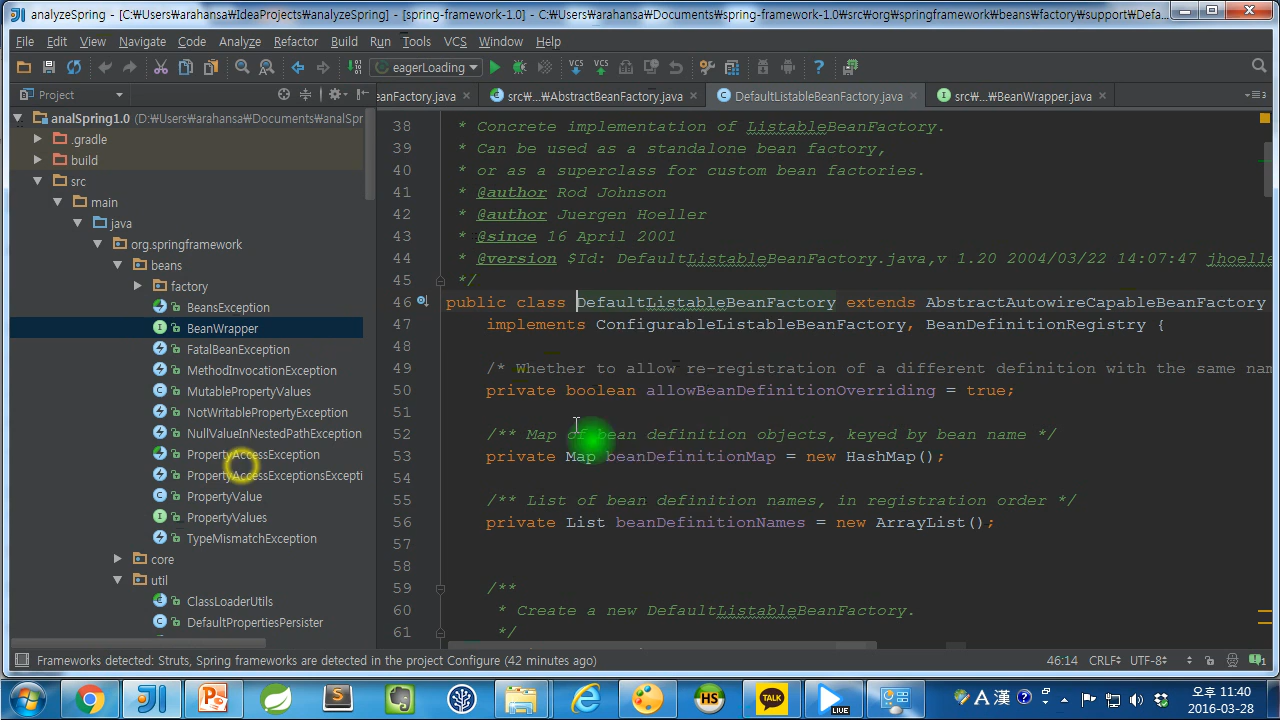 analyzeSpring - [C:₩Users₩arahansa₩IdeaProjects₩analyzeSpring] - [spring-framework-1.0] - C:₩Users₩arahansa₩Documents₩spring-framework-1.0₩src₩org₩springframework₩beans₩factory₩support₩Defa...
File Edit View Navigate Code Analyze Refactor Build Run Tools VCS Window Help
eagerLoading
VCS VCS
Project
eanFactory.java src...AbstractBeanFactory.java DefaultListableBeanFactory.java src...BeanWrapper.java
analSpring1.0 (D:₩Users₩arahansa₩Documents₩analSpr
.gradle
build
src
main
java
org.springframework
beans
factory
BeansException
BeanWrapper
FatalBeanException
MethodInvocationException
MutablePropertyValues
NotWritablePropertyException
NullValueInNestedPathException
PropertyAccessException
PropertyAccessExceptionsExcepti
PropertyValue
PropertyValues
TypeMismatchException
core
util
ClassLoaderUtils
DefaultPropertiesPersister
38 * Concrete implementation of ListableBeanFactory.
39 * Can be used as a standalone bean factory,
40 * or as a superclass for custom bean factories.
41 * @author Rod Johnson
42 * @author Juergen Hoeller
43 * @since 16 April 2001
44 * @version $Id: DefaultListableBeanFactory.java,v 1.20 2004/03/22 14:07:47 jhoelle
45 */
46 public class DefaultListableBeanFactory extends AbstractAutowireCapableBeanFactory
47 implements ConfigurableListableBeanFactory, BeanDefinitionRegistry {
48
49 /* Whether to allow re-registration of a different definition with the same nam
50 private boolean allowBeanDefinitionOverriding = true;
51
52 /** Map of bean definition objects, keyed by bean name */
53 private Map beanDefinitionMap = new HashMap();
54
55 /** List of bean definition names, in registration order */
56 private List beanDefinitionNames = new ArrayList();
57
58
59 /**
60 * Create a new DefaultListableBeanFactory.
61 */
Frameworks detected: Struts, Spring frameworks are detected in the project Configure (42 minutes ago)
46:14 CRLF UTF-8
HS TALK LIVE
A 漢
오후 11:40
2016-03-28